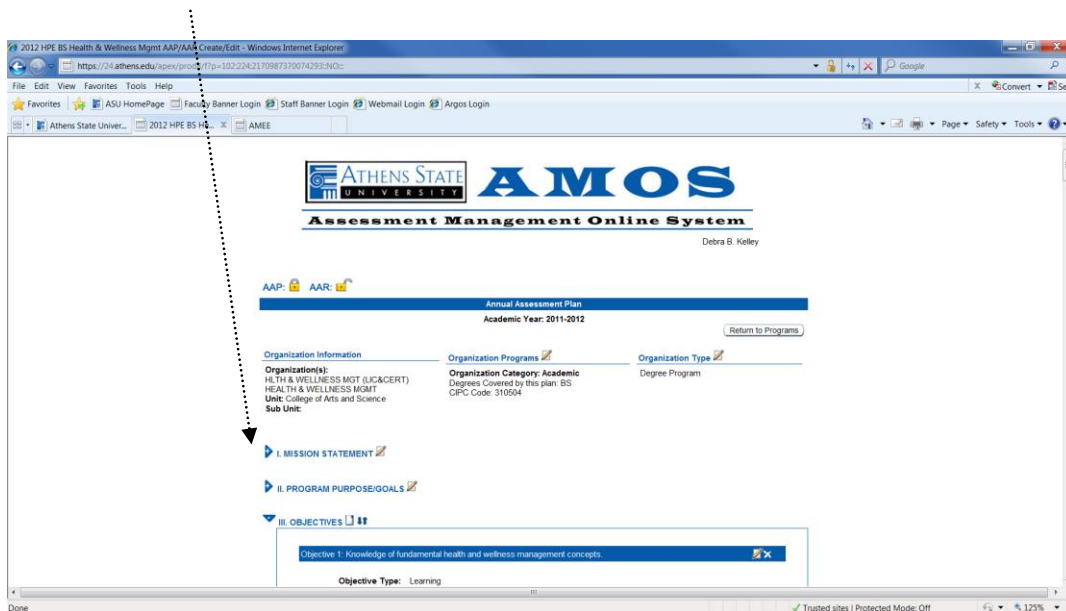 2012 HPE BS Health & Wellness Mgmt AAP/AAR Create/Edit - Windows Internet Explorer
https://24.athens.edu/apex/prod/f?p=102:224:2170987370074293::NO::
Google
File Edit View Favorites Tools Help
Convert
Favorites ASU HomePage Faculty Banner Login Staff Banner Login Webmail Login Argos Login
Athens State Univer... 2012 HPE BS He... X AMEE
Page Safety Tools
ATHENS STATE
UNIVERSITY
AMOS
Assessment Management Online System
Debra B. Kelley
AAP: AAR:
Annual Assessment Plan
Academic Year: 2011-2012
Return to Programs
Organization Information Organization Programs Organization Type
Organization(s): Organization Category: Academic Degree Program
HLTH & WELLNESS MGT (LIC&CERT) Degrees Covered by this plan: BS
HEALTH & WELLNESS MGMT CIPC Code: 310504
Unit: College of Arts and Science
Sub Unit:
I. MISSION STATEMENT
II. PROGRAM PURPOSE/GOALS
III. OBJECTIVES
Objective 1: Knowledge of fundamental health and wellness management concepts.
Objective Type: Learning
Done
Trusted sites | Protected Mode: Off
125%